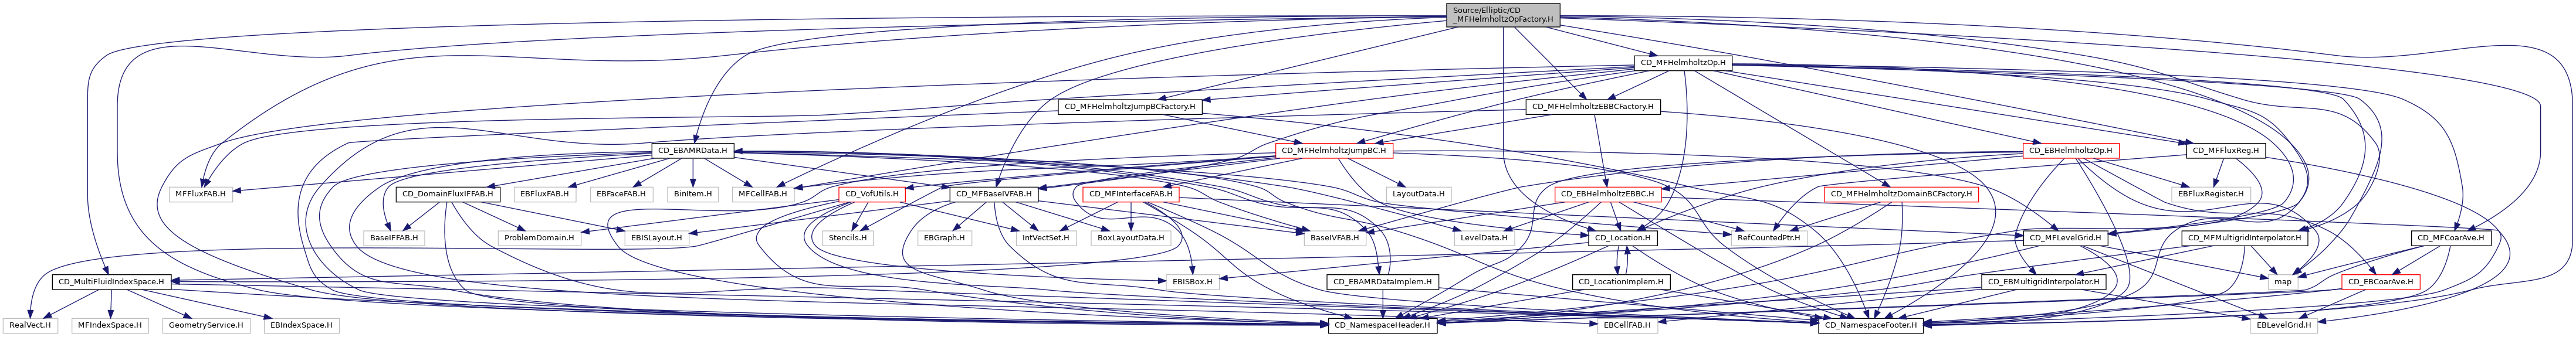 Source/Elliptic/CD
_MFHelmholtzOpFactory.H
CD_MFHelmholtzOp.H
CD_MFHelmholtzJumpBCFactory.H
CD_MFHelmholtzEBBCFactory.H
CD_EBAMRData.H
CD_MFHelmholtzJumpBC.H
CD_EBHelmholtzOp.H
CD_MFFluxReg.H
MFFluxFAB.H
CD_DomainFluxIFFAB.H
EBFluxFAB.H
EBFaceFAB.H
BinItem.H
MFCellFAB.H
CD_VofUtils.H
CD_MFBaseIVFAB.H
CD_MFInterfaceFAB.H
LayoutData.H
CD_EBHelmholtzEBBC.H
CD_MFHelmholtzDomainBCFactory.H
EBFluxRegister.H
BaseIFFAB.H
ProblemDomain.H
EBISLayout.H
Stencils.H
EBGraph.H
IntVectSet.H
BoxLayoutData.H
BaseIVFAB.H
LevelData.H
CD_Location.H
RefCountedPtr.H
CD_MFLevelGrid.H
CD_MFMultigridInterpolator.H
CD_MFCoarAve.H
CD_MultiFluidIndexSpace.H
EBISBox.H
CD_EBAMRDataImplem.H
CD_LocationImplem.H
CD_EBMultigridInterpolator.H
map
CD_EBCoarAve.H
RealVect.H
MFIndexSpace.H
GeometryService.H
EBIndexSpace.H
CD_NamespaceHeader.H
EBCellFAB.H
CD_NamespaceFooter.H
EBLevelGrid.H